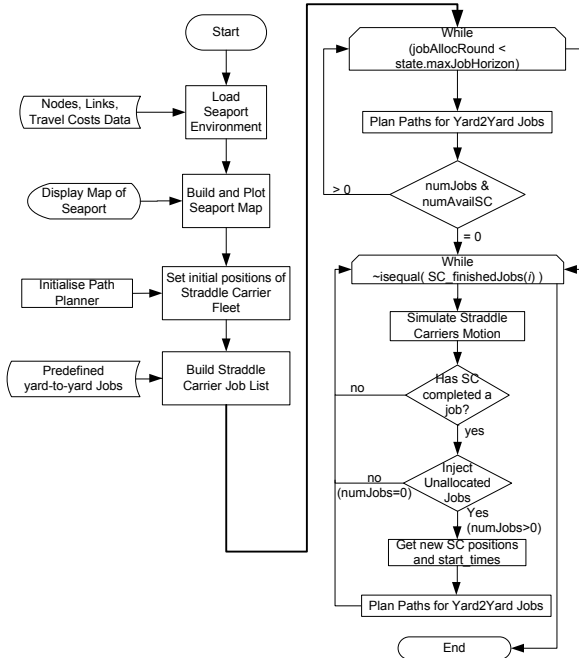 Start
Nodes, Links,
Travel Costs Data
Load
Seaport
Environment
Display Map of
Seaport
Build and Plot
Seaport Map
Initialise Path
Planner
Set initial positions of
Straddle Carrier
Fleet
Predefined
yard-to-yard Jobs
Build Straddle
Carrier Job List
While
(jobAllocRound <
state.maxJobHorizon)
Plan Paths for Yard2Yard Jobs
> 0
numJobs &
numAvailSC
= 0
While
~isequal( SC_finishedJobs(i) )
Simulate Straddle
Carriers Motion
no
Has SC
completed a
job?
yes
no
(numJobs=0)
Inject
Unallocated
Jobs
Yes
(numJobs>0)
Get new SC positions
and start_times
Plan Paths for Yard2Yard Jobs
End